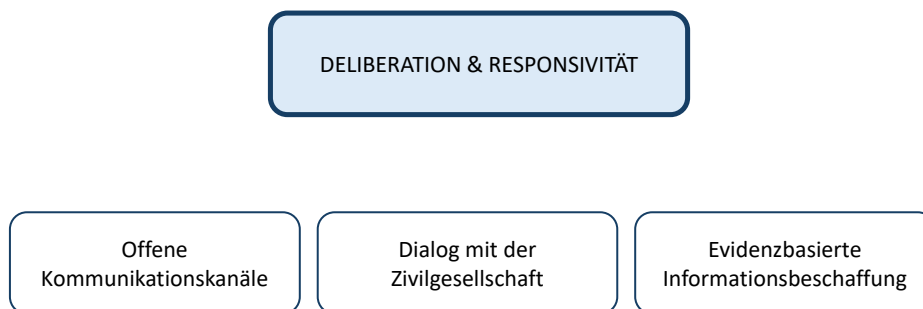 DELIBERATION & RESPONSIVITÄT
Offene
Kommunikationskanäle
Dialog mit der
Zivilgesellschaft
Evidenzbasierte
Informationsbeschaffung